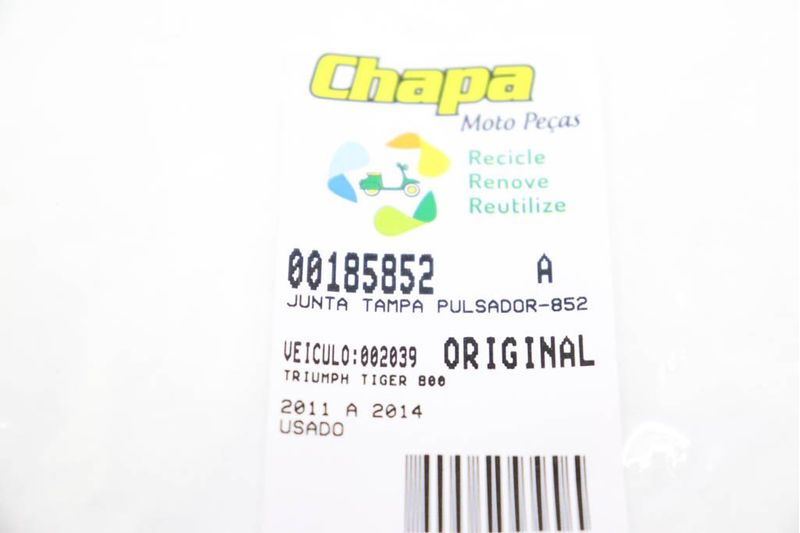 Chapa
Moto Peças
Recicle
Renove
Reutilize
00185852 A
JUNTA TAMPA PULSADOR-852
VEICULO:002039 ORIGINAL
TRIUMPH TIGER 800
2011 A 2014
USADO